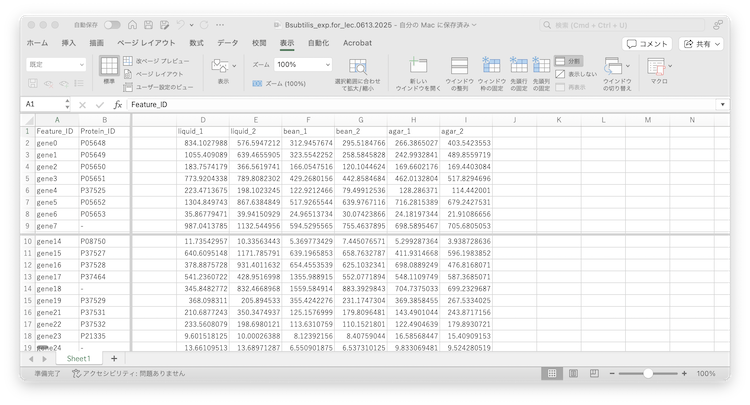 自動保存 Bsubtilis_exp.for_lec.0613.2025 - 自分の Mac に保存済み 検索 (Cmd + Ctrl + U)
ホーム 挿入 描画 ページ レイアウト 数式 データ 校閲 表示 自動化 Acrobat コメント 共有
既定 標準 改ページ プレビュー ページ レイアウト ユーザー設定のビュー 表示 ズーム 100% ズーム (100%) 選択範囲に合わせて拡大/縮小 新しいウインドウを開く ウインドウの整列 ウィンドウ枠の固定 先頭行の固定 先頭列の固定 分割 表示しない 再表示 ウインドウの切り替え マクロ
A1 fx Feature_ID
A B D E F G H I J K L M N
1 Feature_ID Protein_ID liquid_1 liquid_2 bean_1 bean_2 agar_1 agar_2
2 gene0 P05648 834.1027988 576.5947212 312.9457674 295.5184766 266.3865027 403.5423553
3 gene1 P05649 1055.409089 639.4655905 323.5542252 258.5845828 242.9932841 489.8559719
4 gene2 P05650 183.7574179 366.5619741 166.0547516 120.1044624 169.6602176 169.4403084
5 gene3 P05651 773.9204338 789.8082302 429.2680156 442.8584684 462.0132804 517.8294696
6 gene4 P37525 223.4713675 198.1023245 122.9212466 79.49912536 128.286371 114.442001
7 gene5 P05652 1304.849743 867.6384849 517.9265544 639.9767116 716.2815389 679.2427531
8 gene6 P05653 35.86779471 39.94150929 24.96513734 30.07423866 24.18197344 21.91086656
9 gene7 - 987.0413785 1132.544956 594.5295565 755.4637895 698.5895467 705.6805053
10 gene14 P08750 11.73542957 10.33563443 5.369773429 7.445076571 5.299287364 3.938728636
11 gene15 P37527 640.6095148 1171.785791 639.1965853 658.7632787 411.9314668 596.1983852
12 gene16 P37528 378.8875728 931.4011632 654.4553539 625.1032341 698.0889249 476.8168071
13 gene17 P37464 541.2360722 428.9516998 1355.988915 552.0771894 548.1109749 587.3685071
14 gene18 - 345.8482772 832.4668968 1559.584914 883.3929843 704.7375033 699.2329687
15 gene19 P37529 368.098311 205.894533 355.4242276 231.1747304 369.3858455 267.5334025
16 gene21 P37531 210.6877243 350.3474937 125.1576999 179.8096481 143.4901044 243.8717156
17 gene22 P37532 233.5608079 198.6980121 113.6310759 110.1521801 122.4904639 179.8930721
18 gene23 P21335 9.601518125 10.00026388 8.12392156 8.40759044 16.58568447 15.40909153
19 gene24 - 13.66109513 13.68971287 6.550901875 6.537310125 9.833069481 9.524280519
Sheet1 +
準備完了 アクセシビリティ: 問題ありません 100%